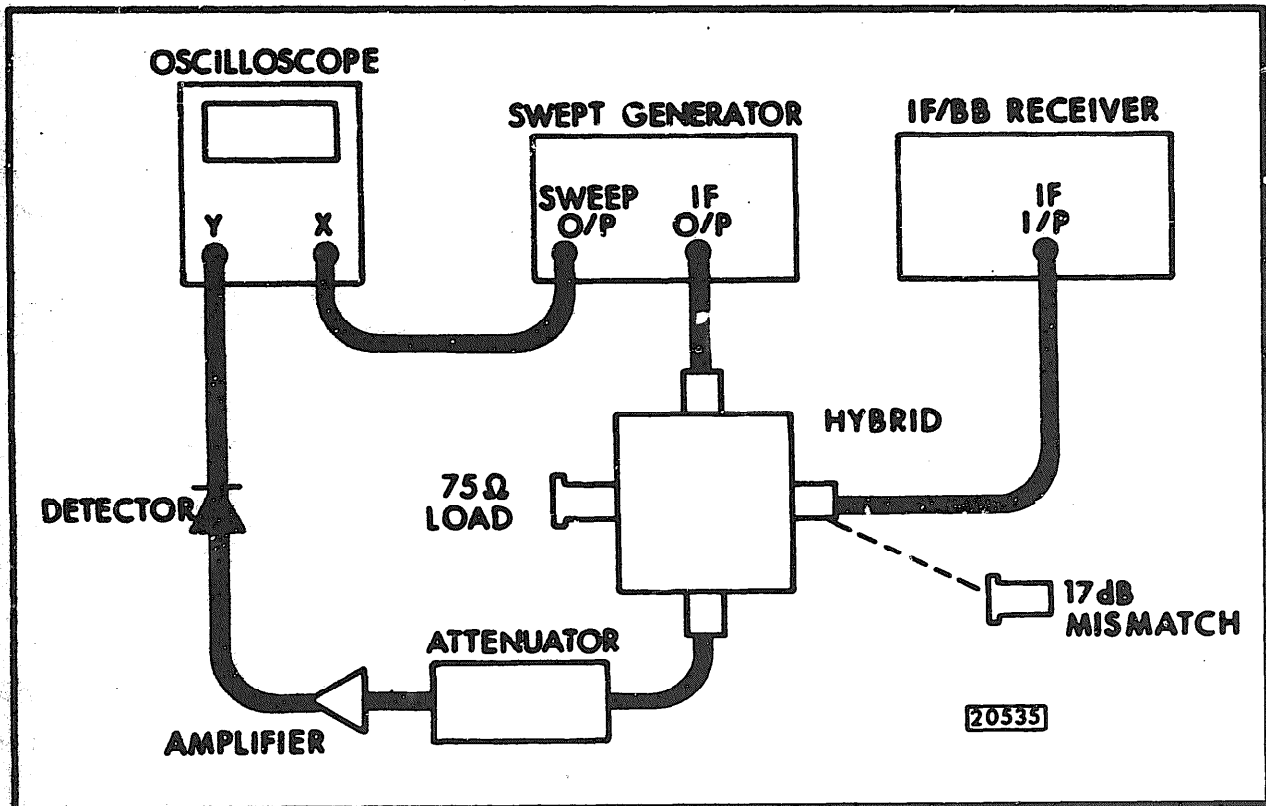 OSCILLOSCOPE
SWEPT GENERATOR
IF/BB RECEIVER
Y
X
SWEEP
O/P
IF
O/P
IF
I/P
HYBRID
75Ω
LOAD
DETECTOR
17dB
MISMATCH
ATTENUATOR
AMPLIFIER
20535